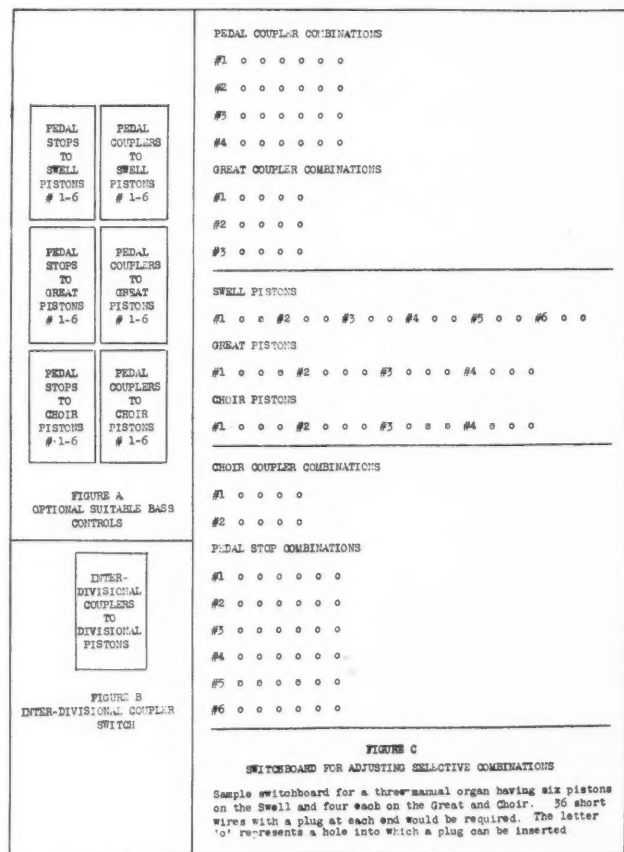 PEDAL
STOPS
TO
SWELL
PISTONS
# 1-6
PEDAL
COUPLERS
TO
SWELL
PISTONS
# 1-6
PEDAL
STOPS
TO
GREAT
PISTONS
# 1-6
PEDAL
COUPLERS
TO
GREAT
PISTONS
# 1-6
PEDAL
STOPS
TO
CHOIR
PISTONS
# 1-6
PEDAL
COUPLERS
TO
CHOIR
PISTONS
# 1-6
FIGURE A
OPTIONAL SUITABLE BASS
CONTROLS
INTER-
DIVISIONAL
COUPLERS
TO
DIVISIONAL
PISTONS
FIGURE B
INTER-DIVISIONAL COUPLER
SWITCH
PEDAL COUPLER COMBINATIONS
#1 o o o o o o
#2 o o o o o o
#3 o o o o o o
#4 o o o o o o
GREAT COUPLER COMBINATIONS
#1 o o o o
#2 o o o o
#3 o o o o
SWELL PISTONS
#1 o o #2 o o #3 o o #4 o o #5 o o #6 o o
GREAT PISTONS
#1 o o o #2 o o o #3 o o o #4 o o o
CHOIR PISTONS
#1 o o o #2 o o o #3 o o o #4 o o o
CHOIR COUPLER COMBINATIONS
#1 o o o o
#2 o o o o
PEDAL STOP COMBINATIONS
#1 o o o o o o
#2 o o o o o o
#3 o o o o o o
#4 o o o o o o
#5 o o o o o o
#6 o o o o o o
FIGURE C
SWITCHBOARD FOR ADJUSTING SELECTIVE COMBINATIONS
Sample switchboard for a three-manual organ having six pistons
on the Swell and four each on the Great and Choir. 36 short
wires with a plug at each end would be required. The letter
'o' represents a hole into which a plug can be inserted